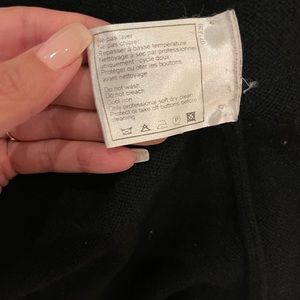 Ne pas laver
Ne pas chlorer
Repasser à basse température
Nettoyage à sec par professionnel
uniquement: cycle doux
Protéger ou ôter les boutons
avant nettoyage
Do not wash
Do not bleach
Cool iron
Only professional soft dry clean
Protect or take off buttons before
cleaning
P